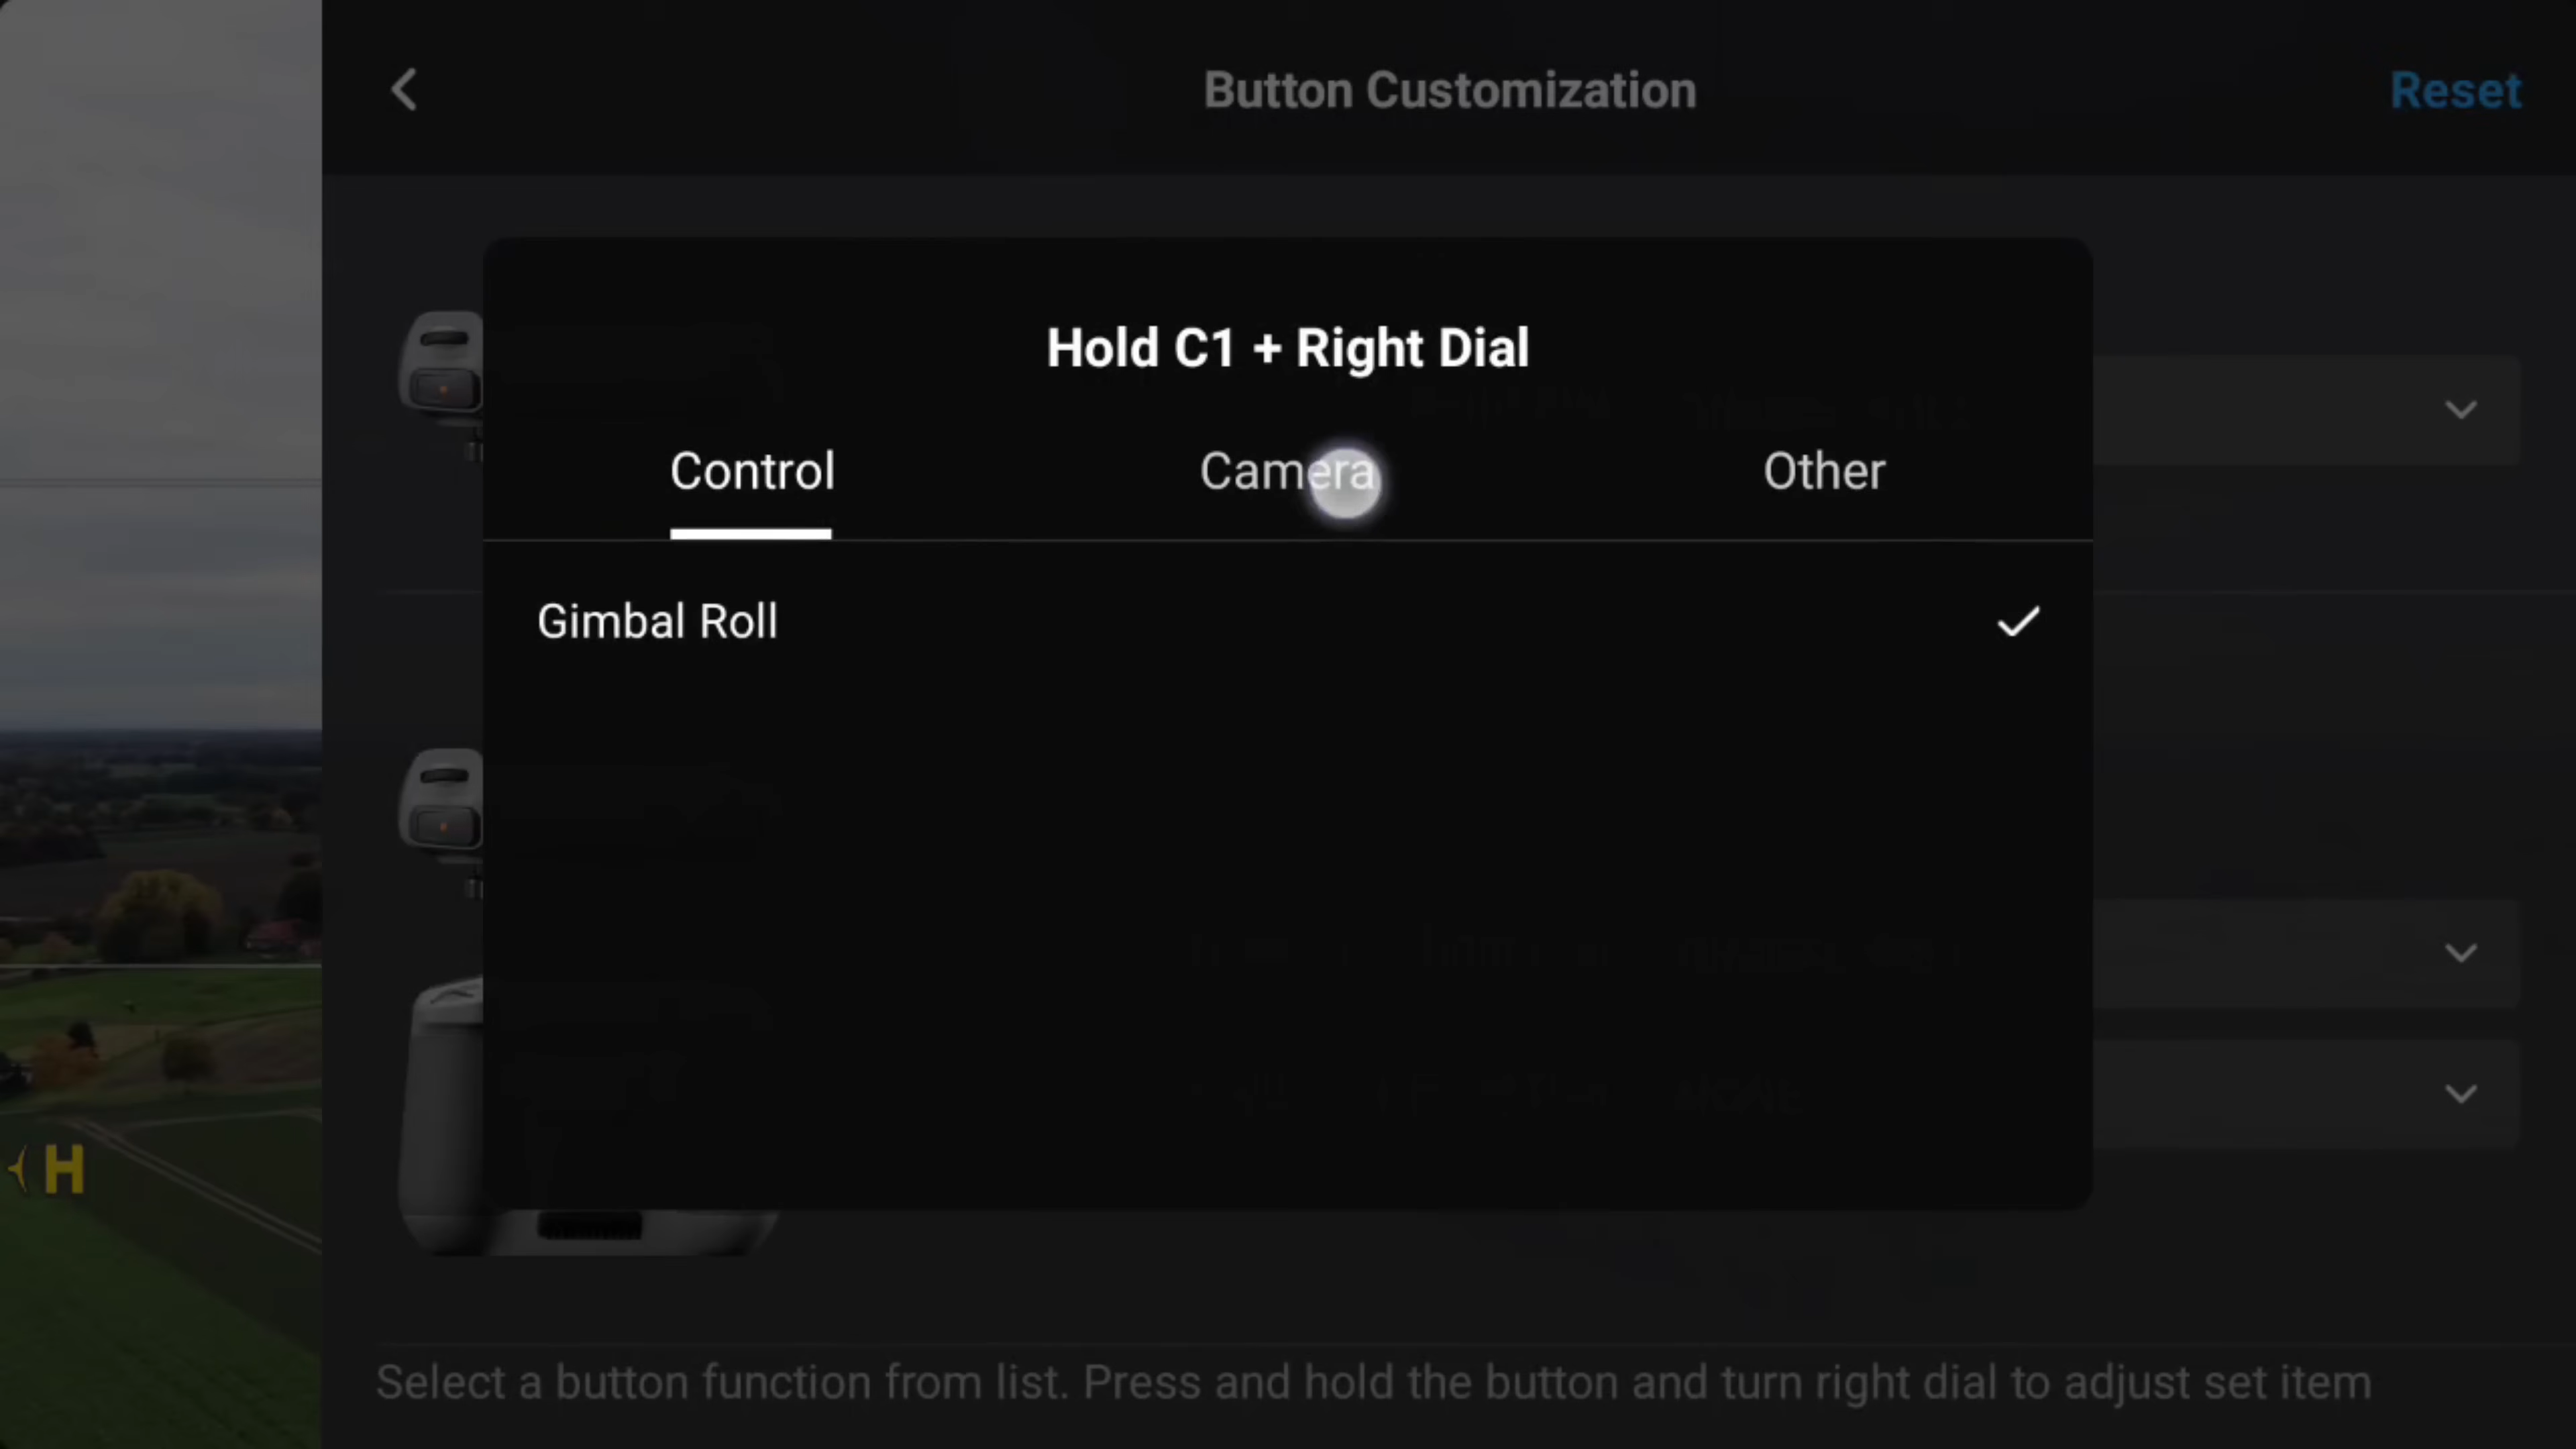 Button Customization
Reset
Hold C1 + Right Dial
Control
Camera
Other
Gimbal Roll
H
Select a button function from list. Press and hold the button and turn right dial to adjust set item